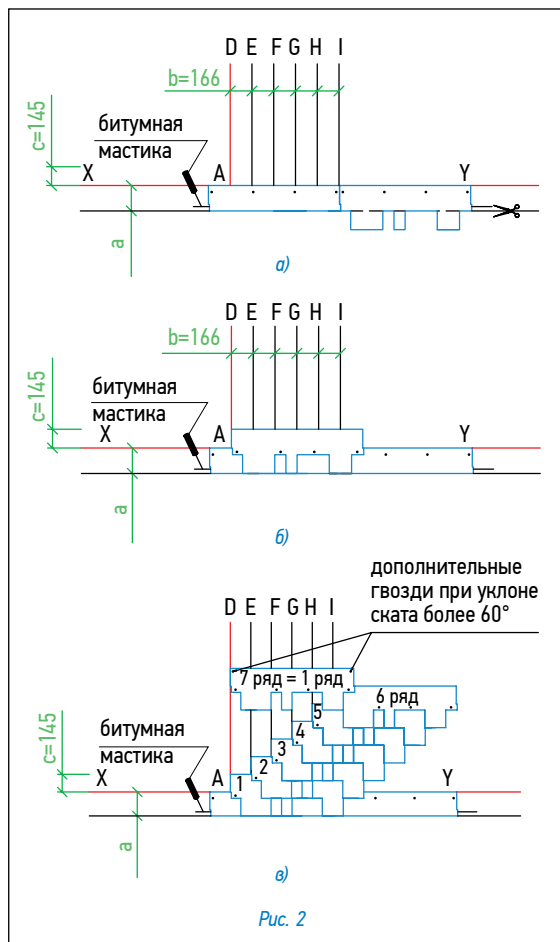 D E F G H I
b=166
c=145
битумная
мастика
X A Y
a
а)
D E F G H I
b=166
c=145
битумная
мастика
X A Y
a
б)
дополнительные
гвозди при уклоне
ската более 60°
D E F G H I
7 ряд = 1 ряд
6 ряд
5
4
3
2
1
c=145
битумная
мастика
X A Y
a
в)
Рис. 2